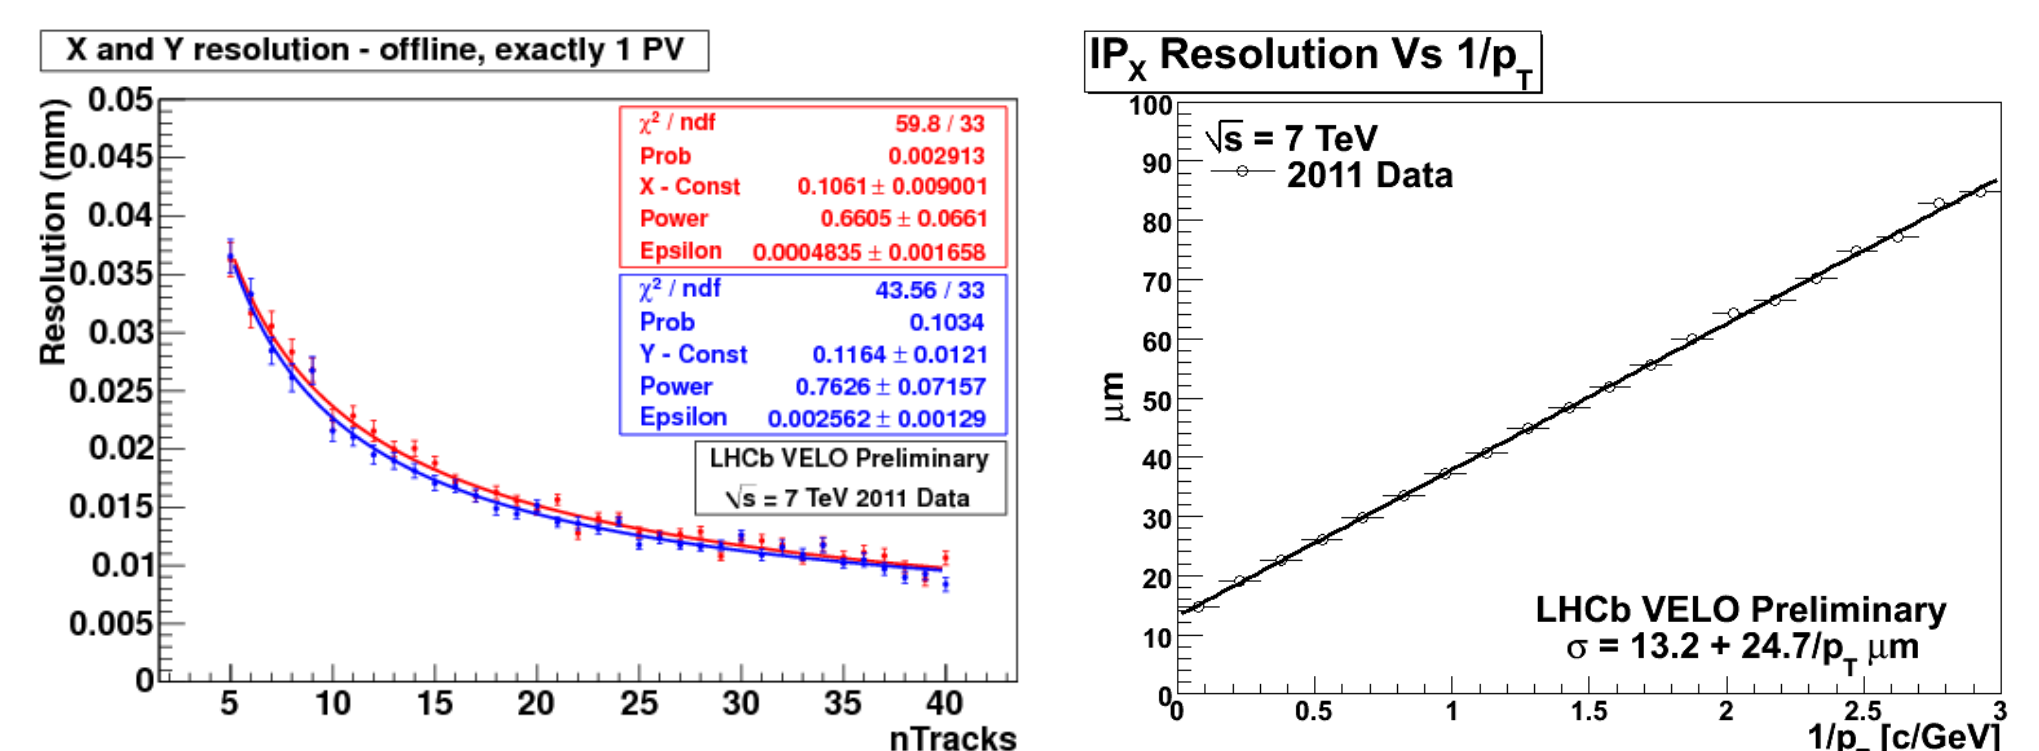 X and Y resolution - offline, exactly 1 PV
Resolution (mm)
0.05
0.045
0.04
0.035
0.03
0.025
0.02
0.015
0.01
0.005
0
χ² / ndf 59.8 / 33
Prob 0.002913
X - Const 0.1061 ± 0.009001
Power 0.6605 ± 0.0661
Epsilon 0.0004835 ± 0.001658
χ² / ndf 43.56 / 33
Prob 0.1034
Y - Const 0.1164 ± 0.0121
Power 0.7626 ± 0.07157
Epsilon 0.002562 ± 0.00129
LHCb VELO Preliminary
√s = 7 TeV 2011 Data
5 10 15 20 25 30 35 40
nTracks
IP_X Resolution Vs 1/p_T
μm
100
90
80
70
60
50
40
30
20
10
0
√s = 7 TeV
2011 Data
LHCb VELO Preliminary
σ = 13.2 + 24.7/p_T μm
0 0.5 1 1.5 2 2.5 3
1/p_T [c/GeV]